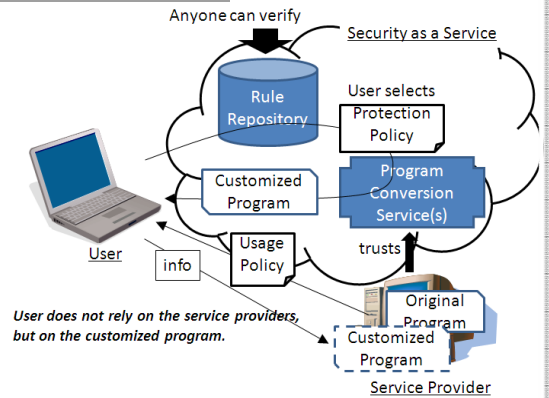 Anyone can verify
Security as a Service
Rule
Repository
User selects
Protection
Policy
Customized
Program
Program
Conversion
Service(s)
User
Usage
Policy
info
trusts
User does not rely on the service providers,
but on the customized program.
Original
Program
Customized
Program
Service Provider